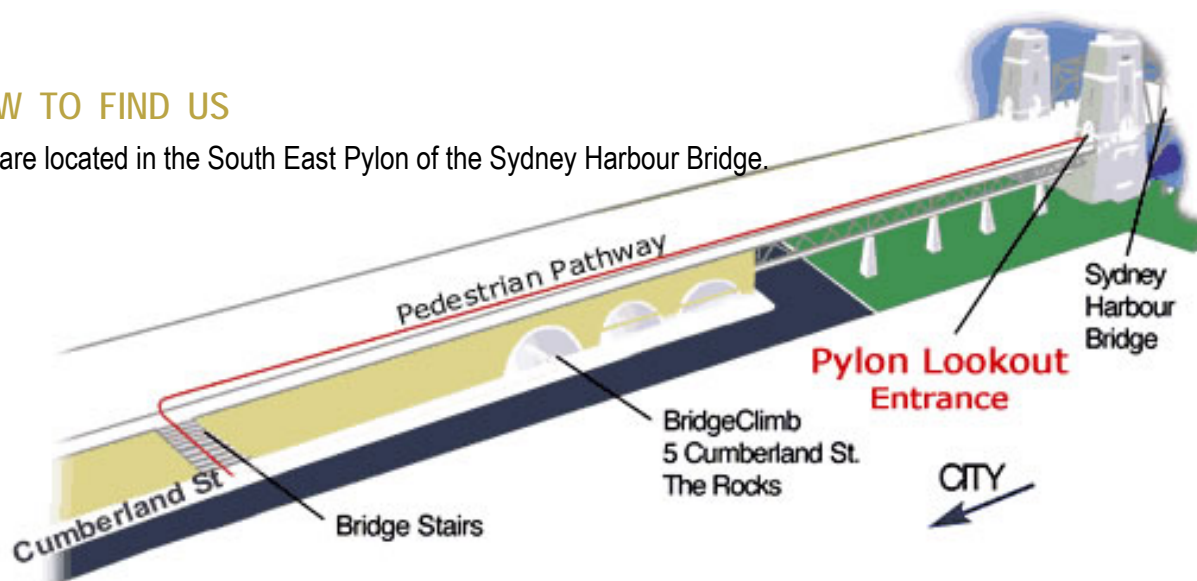 W TO FIND US
are located in the South East Pylon of the Sydney Harbour Bridge.
Pedestrian Pathway
Sydney
Harbour
Bridge
Pylon Lookout
Entrance
BridgeClimb
5 Cumberland St.
The Rocks
CITY
Bridge Stairs
Cumberland St